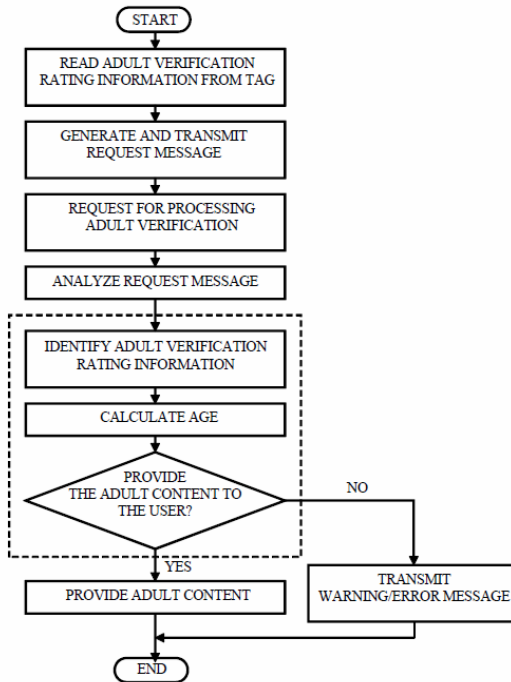 START
READ ADULT VERIFICATION
RATING INFORMATION FROM TAG
GENERATE AND TRANSMIT
REQUEST MESSAGE
REQUEST FOR PROCESSING
ADULT VERIFICATION
ANALYZE REQUEST MESSAGE
IDENTIFY ADULT VERIFICATION
RATING INFORMATION
CALCULATE AGE
PROVIDE
THE ADULT CONTENT TO
THE USER?
NO
YES
PROVIDE ADULT CONTENT
TRANSMIT
WARNING/ERROR MESSAGE
END